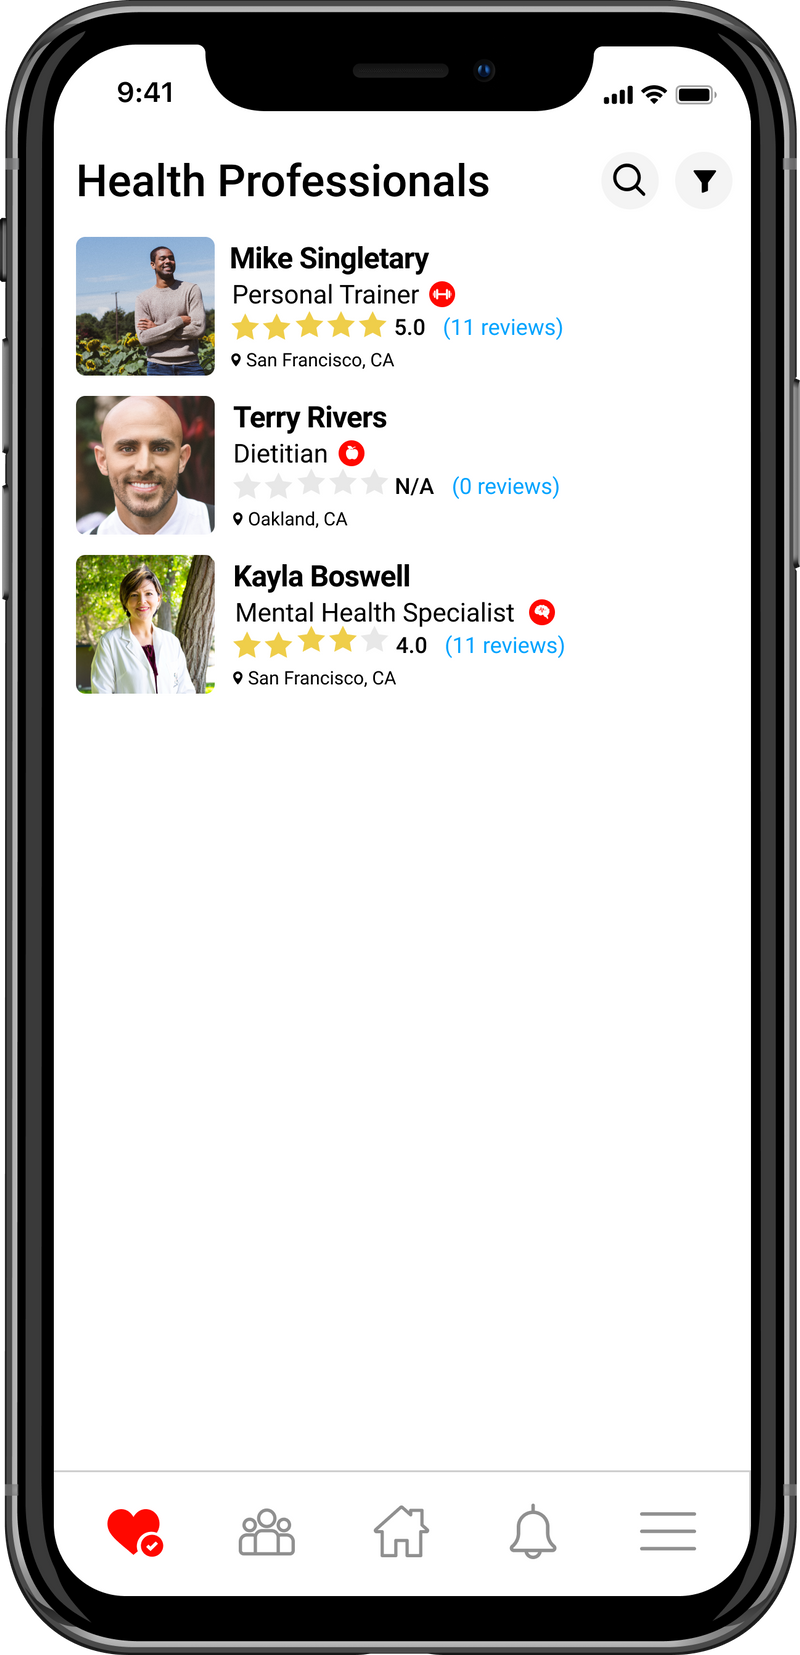 9:41
Health Professionals
Mike Singletary
Personal Trainer
5.0 (11 reviews)
San Francisco, CA
Terry Rivers
Dietitian
N/A (0 reviews)
Oakland, CA
Kayla Boswell
Mental Health Specialist
4.0 (11 reviews)
San Francisco, CA